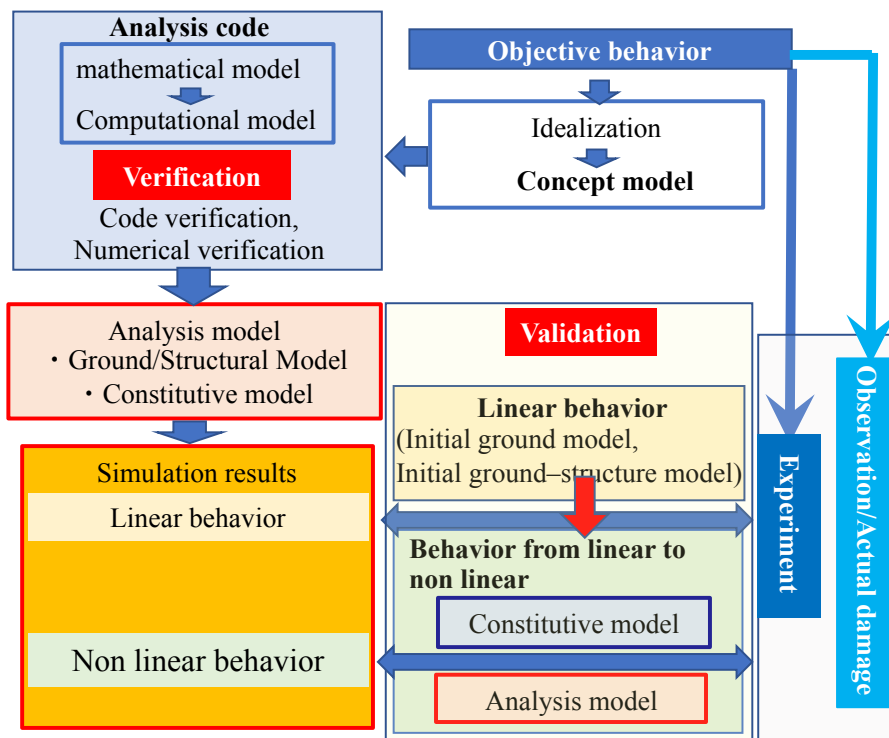 Analysis code
mathematical model
Computational model
Verification
Code verification,
Numerical verification
Objective behavior
Idealization
Concept model
Analysis model
・Ground/Structural Model
・Constitutive model
Simulation results
Linear behavior
Non linear behavior
Validation
Linear behavior
(Initial ground model,
Initial ground–structure model)
Behavior from linear to
non linear
Constitutive model
Analysis model
Experiment
Observation/Actual damage